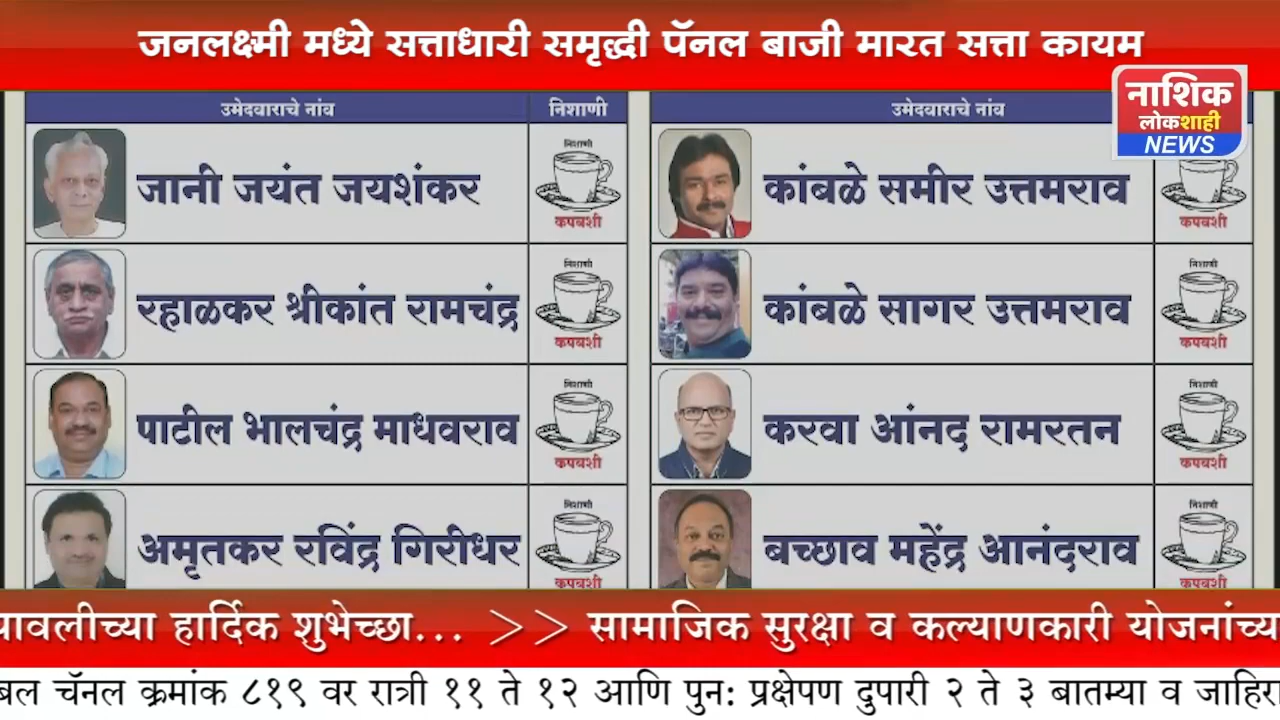 जनलक्ष्मी मध्ये सत्ताधारी समृद्धी पॅनल बाजी मारत सत्ता कायम
नाशिक
लोकशाही
NEWS
उमेदवाराचे नांव
निशाणी
उमेदवाराचे नांव
जानी जयंत जयशंकर
निशाणी
कपबशी
कांबळे समीर उत्तमराव
कपबशी
रहाळकर श्रीकांत रामचंद्र
निशाणी
कपबशी
कांबळे सागर उत्तमराव
निशाणी
कपबशी
पाटील भालचंद्र माधवराव
निशाणी
कपबशी
करवा आंनद रामरतन
निशाणी
कपबशी
अमृतकर रविंद्र गिरीधर
निशाणी
कपबशी
बच्छाव महेंद्र आनंदराव
निशाणी
कपबशी
पावलीच्या हार्दिक शुभेच्छा... >> सामाजिक सुरक्षा व कल्याणकारी योजनांच्या
बल चॅनल क्रमांक ८१९ वर रात्री ११ ते १२ आणि पुन: प्रक्षेपण दुपारी २ ते ३ बातम्या व जाहिरा